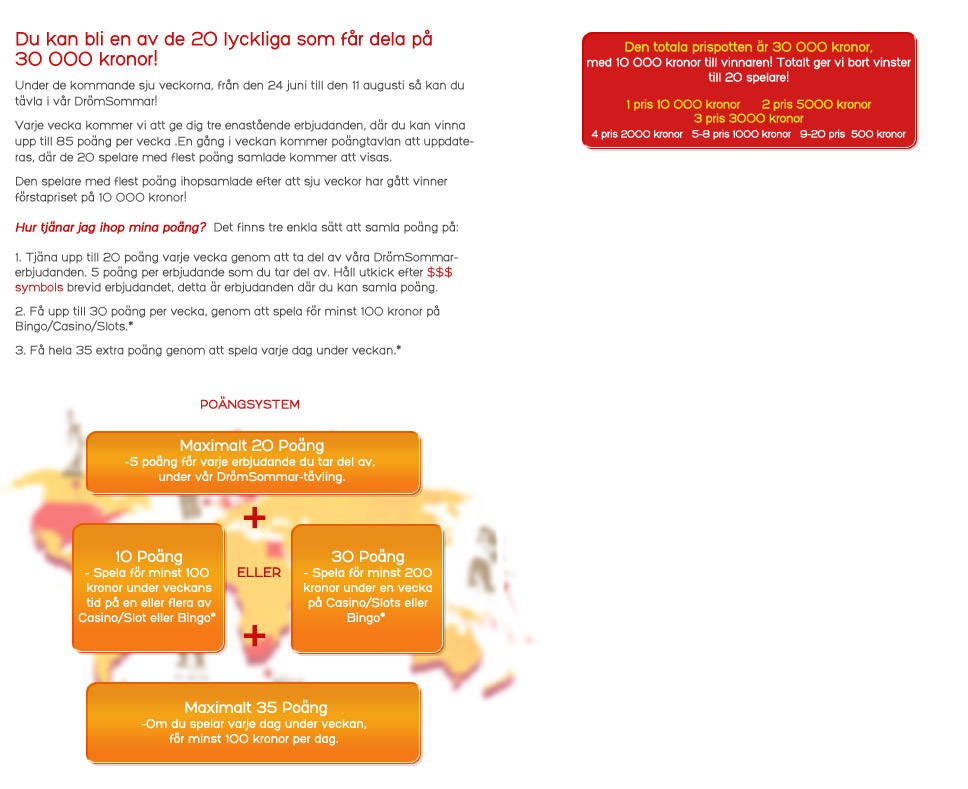 Du kan bli en av de 20 lyckliga som får dela på
30 000 kronor!
Under de kommande sju veckorna, från den 24 juni till den 11 augusti så kan du
tävla i vår DrömSommar!
Varje vecka kommer vi att ge dig tre enastående erbjudanden, där du kan vinna
upp till 85 poäng per vecka .En gång i veckan kommer poängtavlan att uppdate-
ras, där de 20 spelare med flest poäng samlade kommer att visas.
Den spelare med flest poäng ihopsamlade efter att sju veckor har gått vinner
förstapriset på 10 000 kronor!
Hur tjänar jag ihop mina poäng? Det finns tre enkla sätt att samla poäng på:
1. Tjäna upp till 20 poäng varje vecka genom att ta del av våra DrömSommar-
erbjudanden. 5 poäng per erbjudande som du tar del av. Håll utkick efter $$$
symbols brevid erbjudandet, detta är erbjudanden där du kan samla poäng.
2. Få upp till 30 poäng per vecka, genom att spela för minst 100 kronor på
Bingo/Casino/Slots.*
3. Få hela 35 extra poäng genom att spela varje dag under veckan.*
Den totala prispotten är 30 000 kronor,
med 10 000 kronor till vinnaren! Totalt ger vi bort vinster
till 20 spelare!
1 pris 10 000 kronor 2 pris 5000 kronor
3 pris 3000 kronor
4 pris 2000 kronor 5-8 pris 1000 kronor 9-20 pris 500 kronor
POÄNGSYSTEM
Maximalt 20 Poäng
-5 poäng för varje erbjudande du tar del av,
under vår DrömSommar-tävling.
+
10 Poäng
- Spela för minst 100
kronor under veckans
tid på en eller flera av
Casino/Slot eller Bingo*
ELLER
30 Poäng
- Spela för minst 200
kronor under en vecka
på Casino/Slots eller
Bingo*
+
Maximalt 35 Poäng
-Om du spelar varje dag under veckan,
för minst 100 kronor per dag.